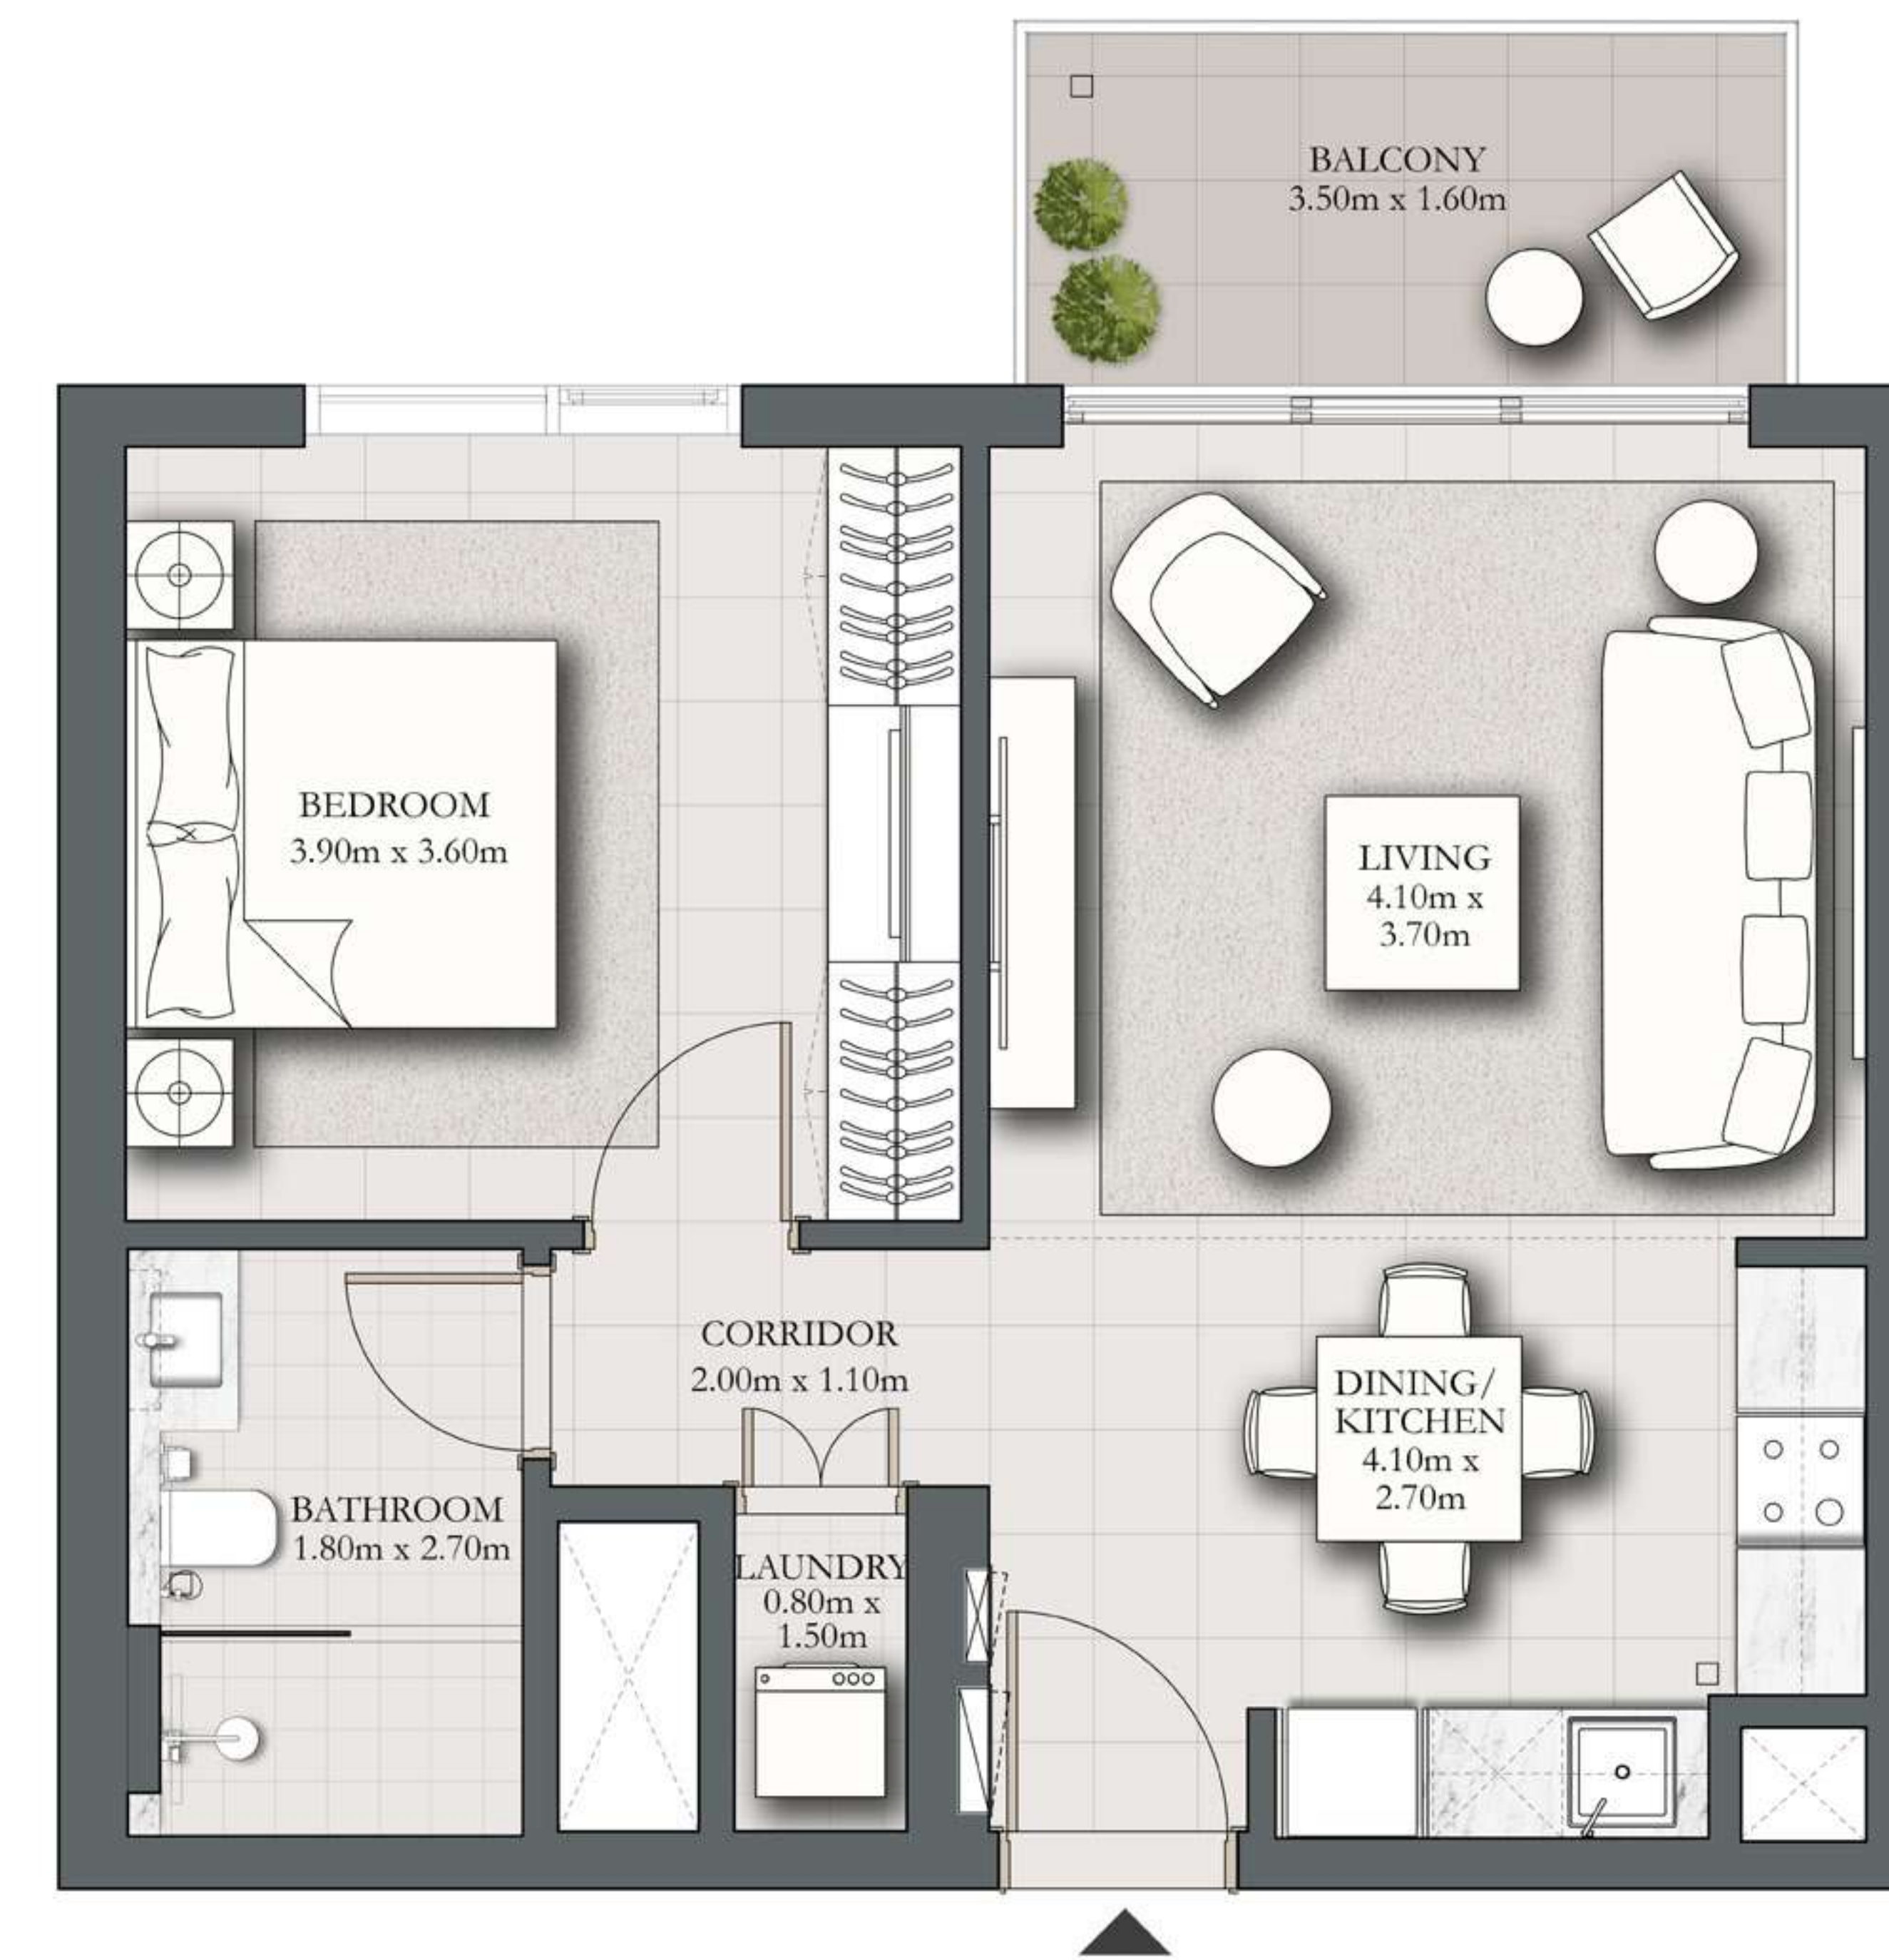 BALCONY
3.50m x 1.60m
BEDROOM
3.90m x 3.60m
LIVING
4.10m x
3.70m
CORRIDOR
2.00m x 1.10m
DINING/
KITCHEN
4.10m x
2.70m
BATHROOM
1.80m x 2.70m
LAUNDRY
0.80m x
1.50m